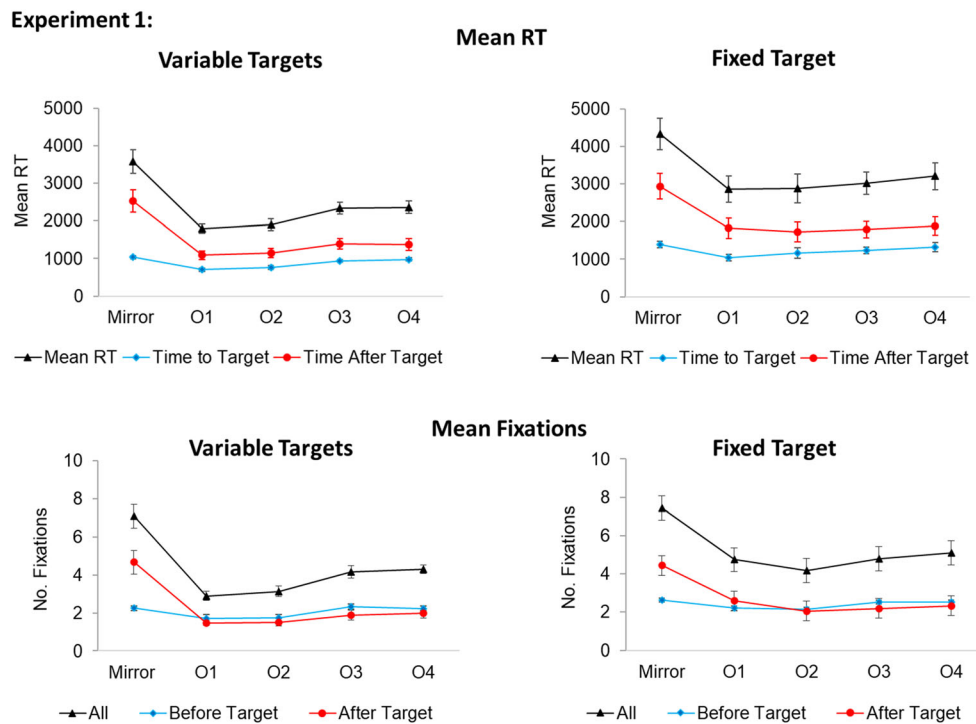 Experiment 1:
Mean RT
Variable Targets
Fixed Target
5000
4000
3000
2000
1000
0
Mean RT
Mirror O1 O2 O3 O4
Mean RT Time to Target Time After Target
5000
4000
3000
2000
1000
0
Mean RT
Mirror O1 O2 O3 O4
Mean RT Time to Target Time After Target
Mean Fixations
Variable Targets
Fixed Target
10
8
6
4
2
0
No. Fixations
Mirror O1 O2 O3 O4
All Before Target After Target
10
8
6
4
2
0
No. Fixations
Mirror O1 O2 O3 O4
All Before Target After Target